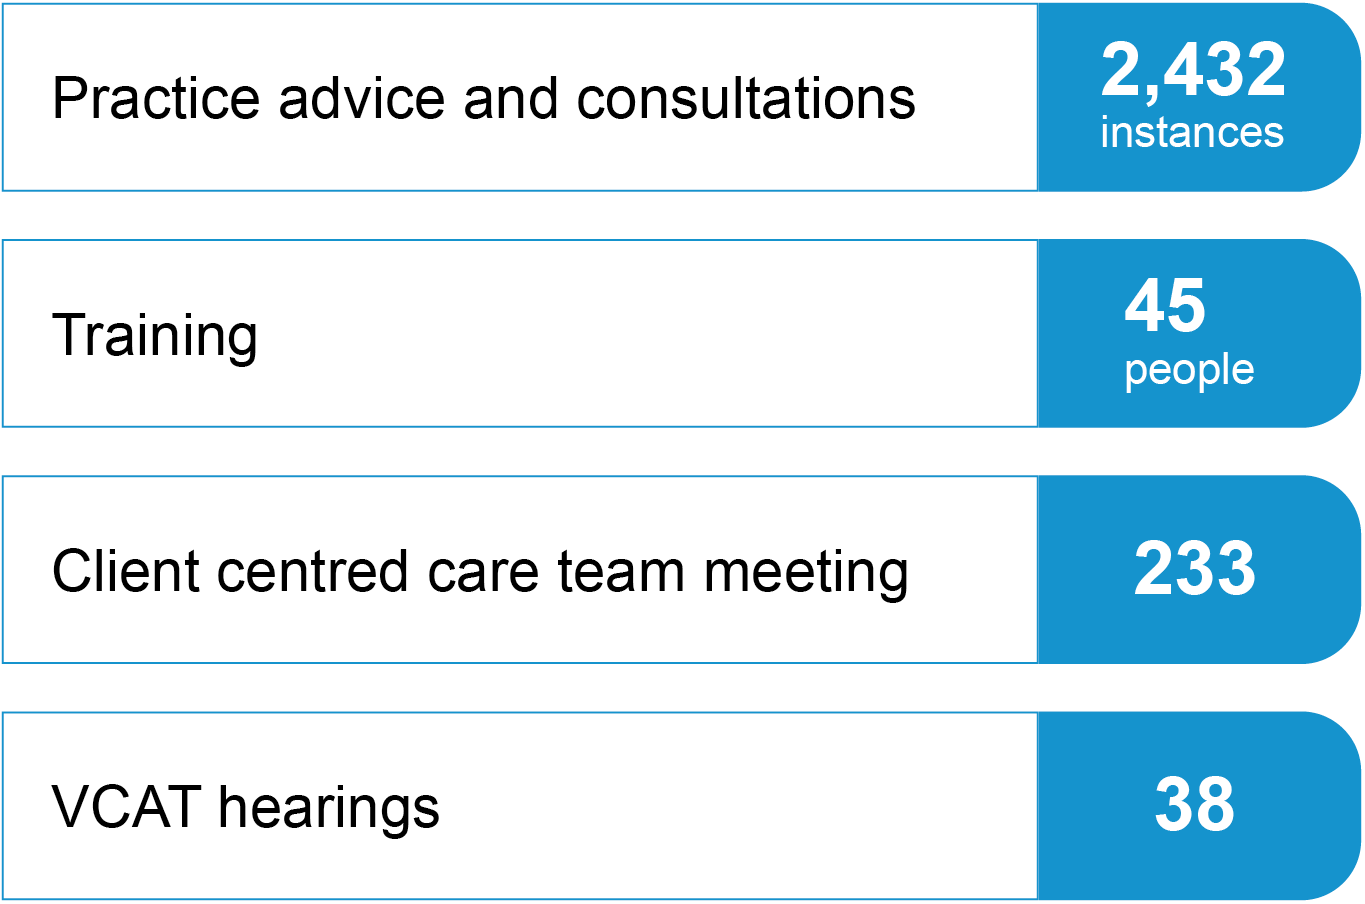 Practice advice and consultations
2,432
instances
Training
45
people
Client centred care team meeting
233
VCAT hearings
38